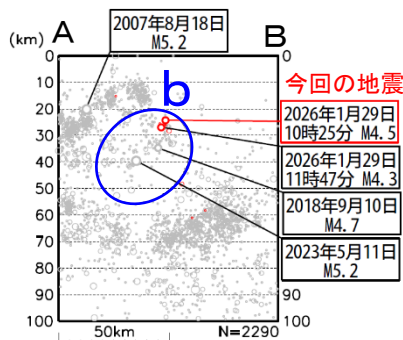 2007年8月18日
M5.2
A
B
(km)
0
10
20
30
40
50
60
70
80
90
100
0
b
今回の地震
2026年1月29日
10時25分 M4.5
2026年1月29日
11時47分 M4.3
2018年9月10日
M4.7
2023年5月11日
M5.2
90
100
50km
N=2290